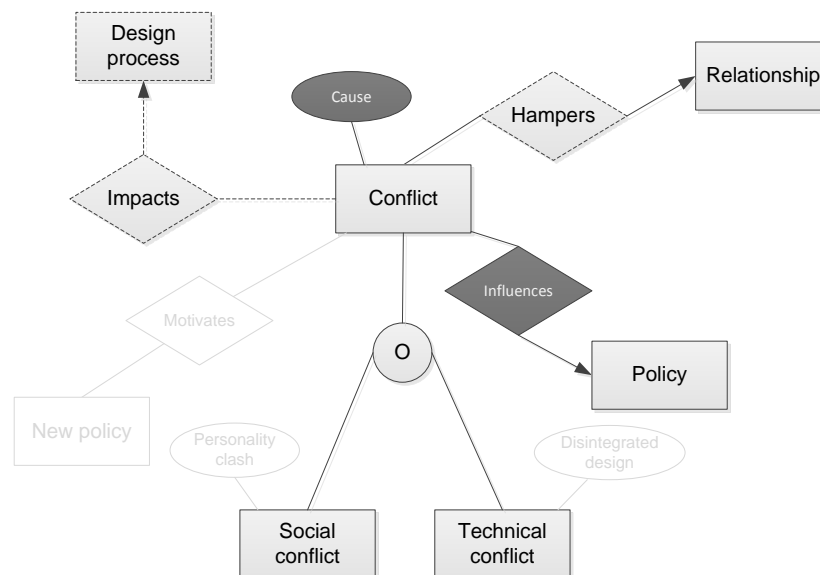 Design
process
Cause
Relationship
Hampers
Impacts
Conflict
Influences
Motivates
O
Policy
New policy
Personality
clash
Disintegrated
design
Social
conflict
Technical
conflict